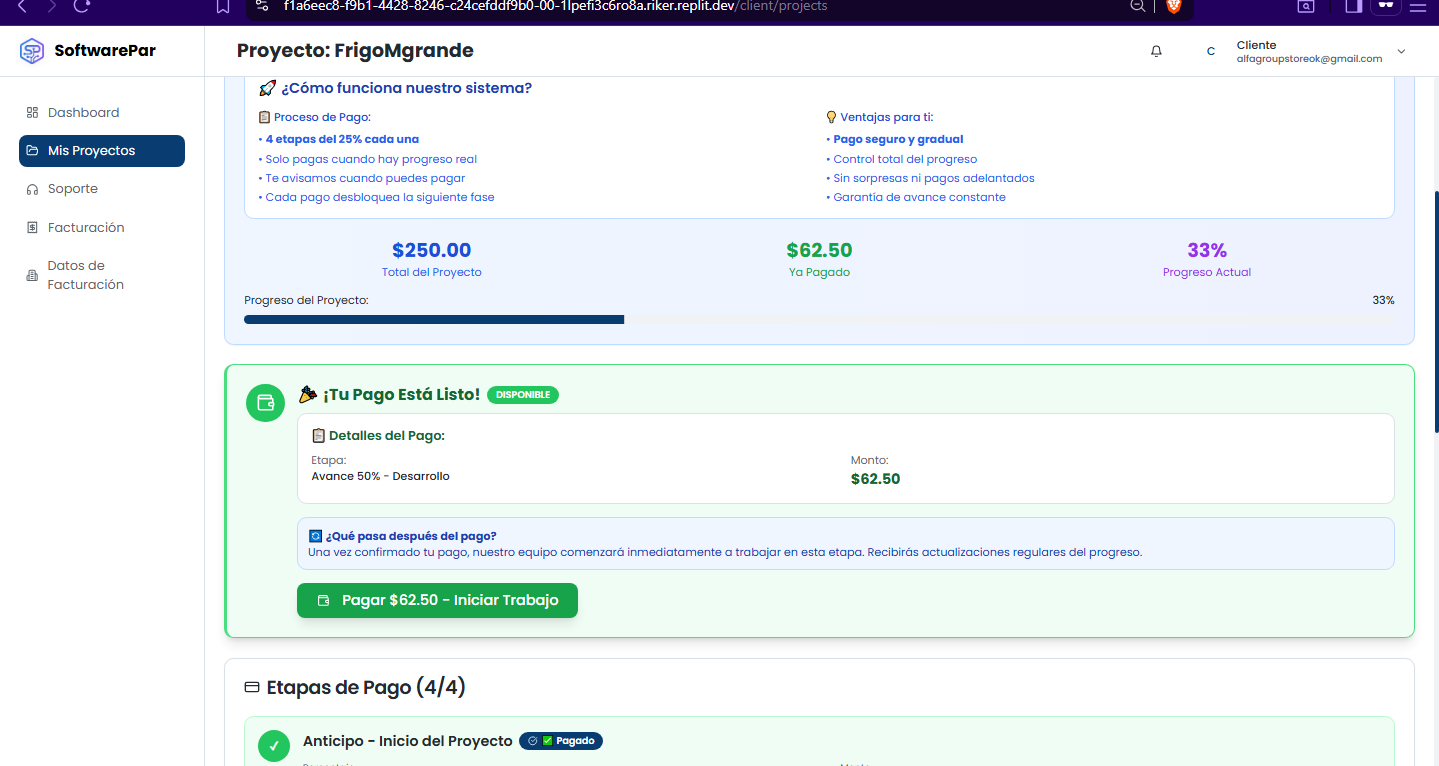 f1a6eec8-f9b1-4428-8246-c24cefddf9b0-00-1lpefi3c6ro8a.riker.replit.dev/client/projects
SoftwarePar
Proyecto: FrigoMgrande
C
Cliente
alfagroupstoreok@gmail.com
Dashboard
Mis Proyectos
Soporte
Facturación
Datos de
Facturación
¿Cómo funciona nuestro sistema?
Proceso de Pago:
• 4 etapas del 25% cada una
• Solo pagas cuando hay progreso real
• Te avisamos cuando puedes pagar
• Cada pago desbloquea la siguiente fase
Ventajas para ti:
• Pago seguro y gradual
• Control total del progreso
• Sin sorpresas ni pagos adelantados
• Garantía de avance constante
$250.00
Total del Proyecto
$62.50
Ya Pagado
33%
Progreso Actual
Progreso del Proyecto:
33%
¡Tu Pago Está Listo!
DISPONIBLE
Detalles del Pago:
Etapa:
Avance 50% - Desarrollo
Monto:
$62.50
¿Qué pasa después del pago?
Una vez confirmado tu pago, nuestro equipo comenzará inmediatamente a trabajar en esta etapa. Recibirás actualizaciones regulares del progreso.
Pagar $62.50 - Iniciar Trabajo
Etapas de Pago (4/4)
Anticipo - Inicio del Proyecto
Pagado